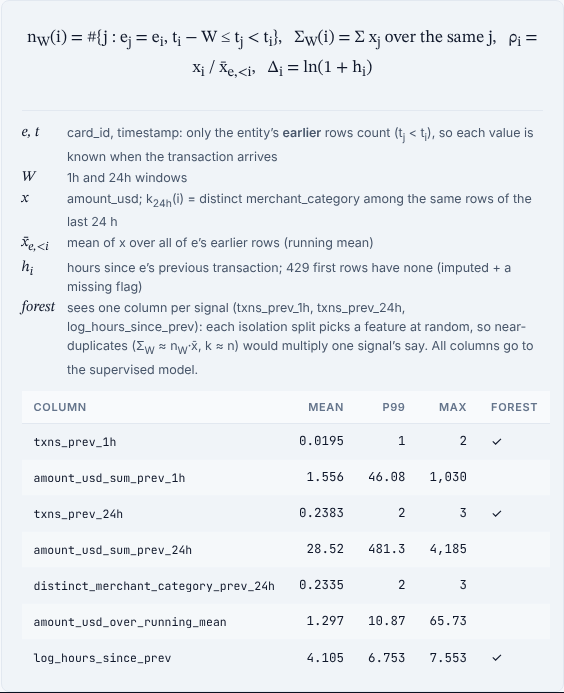 n_W(i) = #{j : e_j = e_i, t_i − W ≤ t_j < t_i},  Σ_W(i) = Σ x_j over the same j,  ρ_i =
x_i / x̄_{e,<i},  Δ_i = ln(1 + h_i)
e, t card_id, timestamp: only the entity’s earlier rows count (t_j < t_i), so each value is
known when the transaction arrives
W 1h and 24h windows
x amount_usd; k_{24h}(i) = distinct merchant_category among the same rows of the
last 24 h
x̄_{e,<i} mean of x over all of e’s earlier rows (running mean)
h_i hours since e’s previous transaction; 429 first rows have none (imputed + a
missing flag)
forest sees one column per signal (txns_prev_1h, txns_prev_24h,
log_hours_since_prev): each isolation split picks a feature at random, so near-
duplicates (Σ_W ≈ n_W·x̄, k ≈ n) would multiply one signal’s say. All columns go to
the supervised model.
COLUMN MEAN P99 MAX FOREST
txns_prev_1h 0.0195 1 2 ✓
amount_usd_sum_prev_1h 1.556 46.08 1,030
txns_prev_24h 0.2383 2 3 ✓
amount_usd_sum_prev_24h 28.52 481.3 4,185
distinct_merchant_category_prev_24h 0.2335 2 3
amount_usd_over_running_mean 1.297 10.87 65.73
log_hours_since_prev 4.105 6.753 7.553 ✓